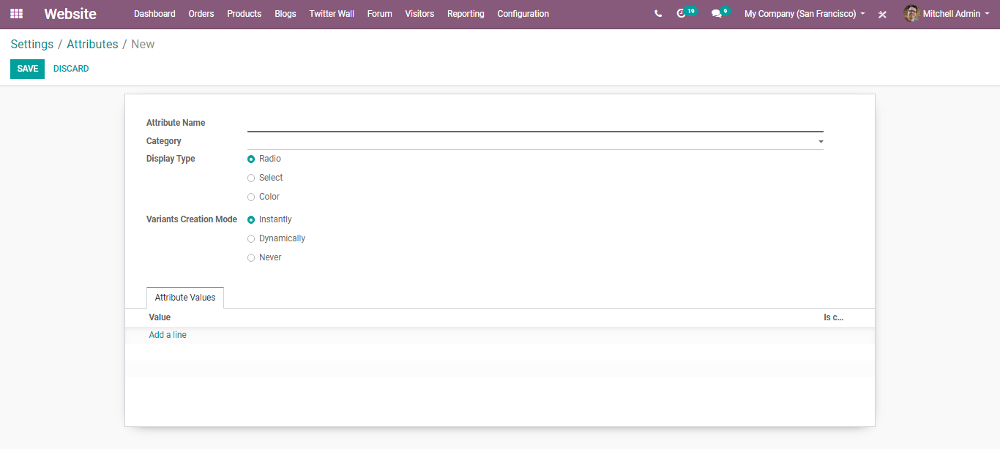 Website Dashboard Orders Products Blogs Twitter Wall Forum Visitors Reporting Configuration 19 9 My Company (San Francisco) Mitchell Admin
Settings / Attributes / New
SAVE DISCARD
Attribute Name
Category
Display Type Radio
Select
Color
Variants Creation Mode Instantly
Dynamically
Never
Attribute Values
Value Is c...
Add a line